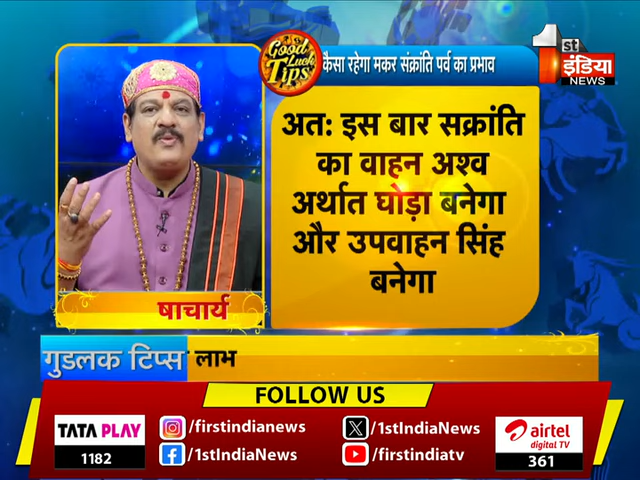 Good Luck Tips
कैसा रहेगा मकर संक्रांति पर्व का प्रभाव
1st
इंडिया
NEWS
अत: इस बार सक्रांति
का वाहन अश्व
अर्थात घोड़ा बनेगा
और उपवाहन सिंह
बनेगा
षाचार्य
गुडलक टिप्स
लाभ
FOLLOW US
TATA PLAY
1182
/firstindianews
/1stIndiaNews
/1stIndiaNews
/firstindiatv
airtel
digital TV
361